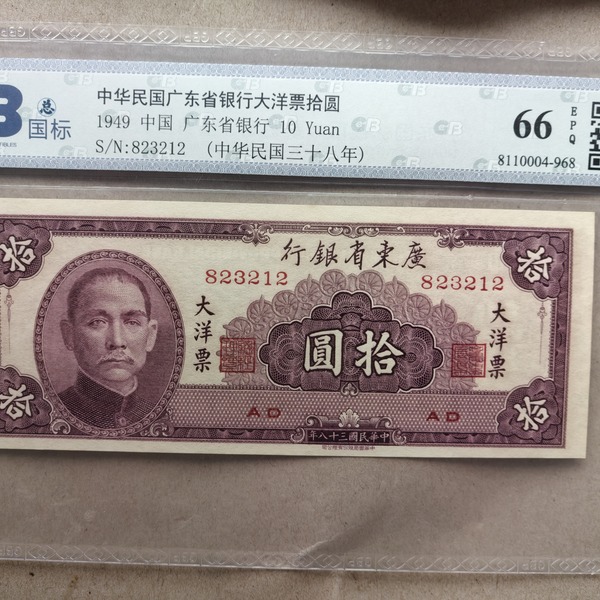 B 总
国标
中华民国广东省银行大洋票拾圆
1949 中国 广东省银行 10 Yuan
S/N:823212 (中华民国三十八年)
66
EPQ
8110004-968
行銀省東廣
823212 823212
拾 拾
大洋票 圓拾 大洋票
AD AD
拾 拾
年八十三國民華中